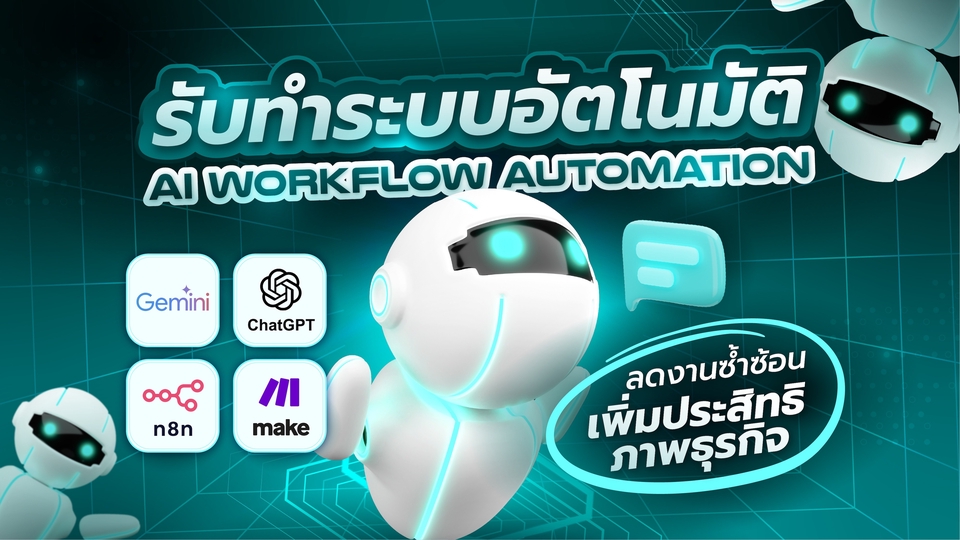 รับทำระบบอัตโนมัติ
AI WORKFLOW AUTOMATION
Gemini
ChatGPT
n8n
make
ลดงานซ้ำซ้อน
เพิ่มประสิทธิ
ภาพธุรกิจ